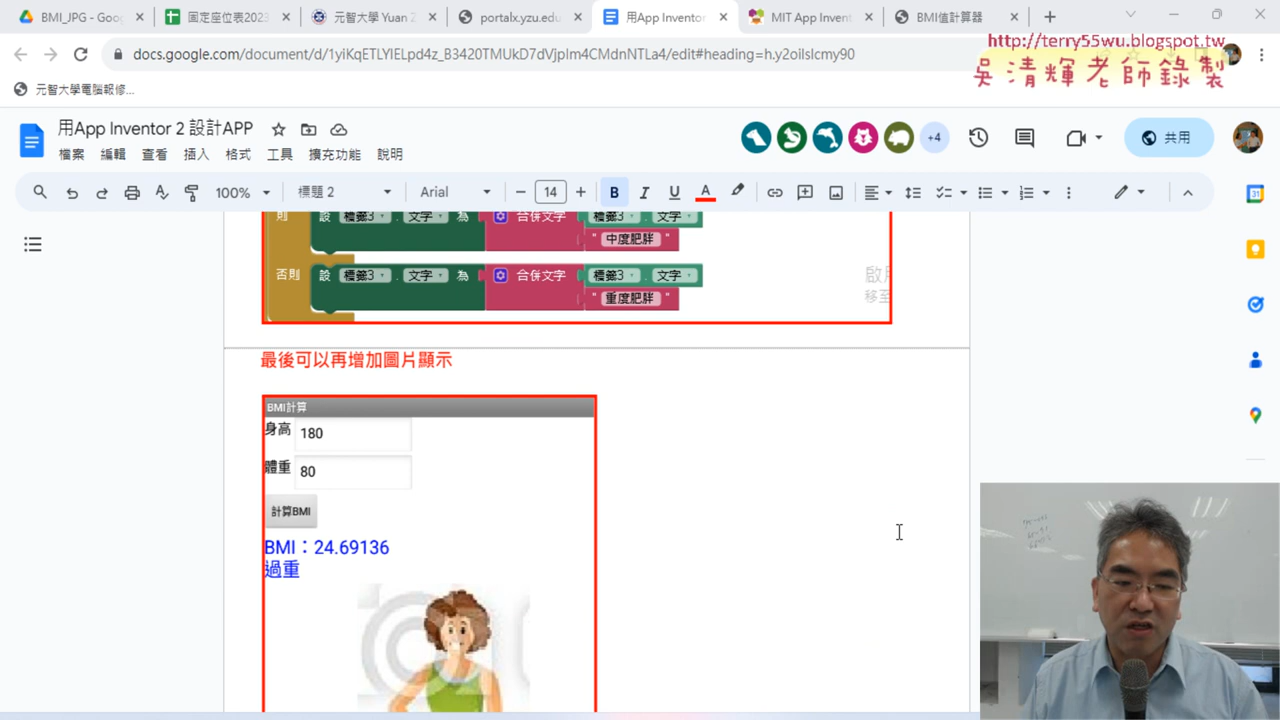 BMI_JPG - Goog
固定座位表2023
元智大學 Yuan Z
portalx.yzu.edu
用App Inventor
MIT App Invent
BMI值計算器
docs.google.com/document/d/1yiKqETLYlELpd4z_B3420TMUkD7dVjplm4CMdnNTLa4/edit#heading=h.y2oilslcmy90
http://terry55wu.blogspot.tw
吳清輝老師錄製
元智大學電腦報修...
用App Inventor 2 設計APP
+4
共用
檔案 編輯 查看 插入 格式 工具 擴充功能 說明
100% 標題 2 Arial 14 B I U A
則 設 標籤3 . 文字 為 合併文字 標籤3 . 文字
" 中度肥胖 "
否則 設 標籤3 . 文字 為 合併文字 標籤3 . 文字
" 重度肥胖 "
移至
最後可以再增加圖片顯示
BMI計算
身高 180
體重 80
計算BMI
BMI：24.69136
過重